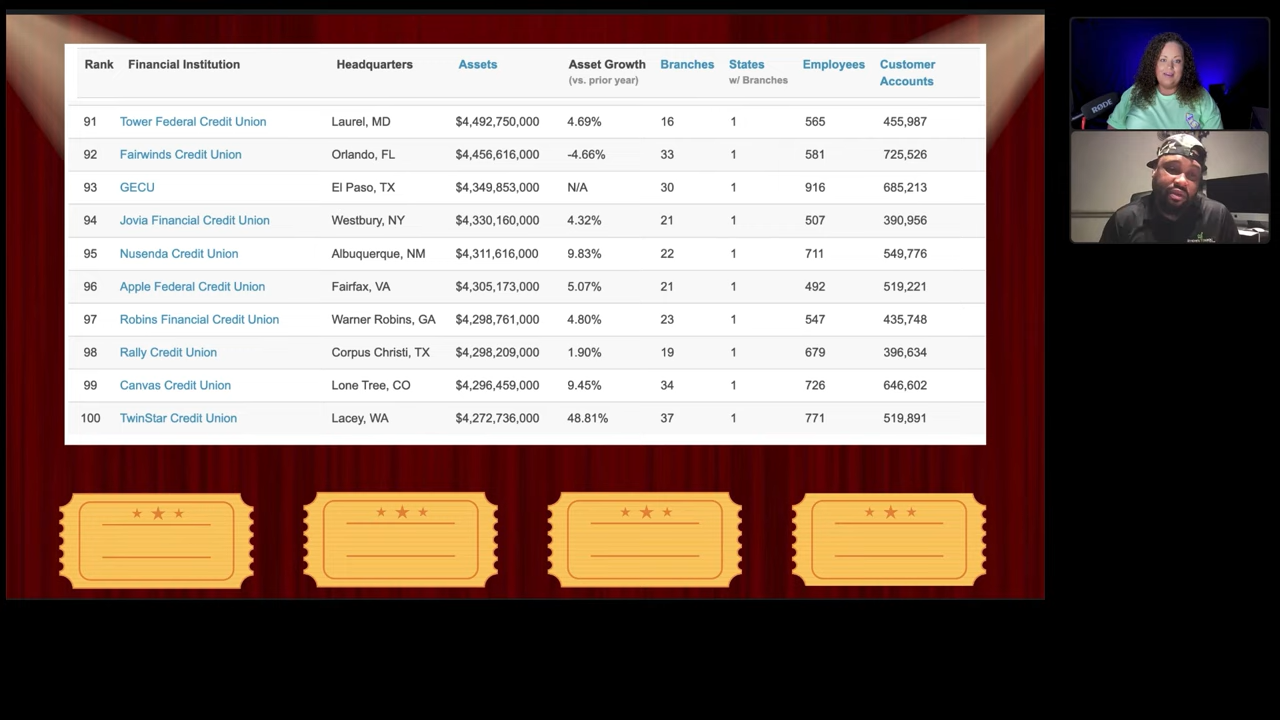 Rank Financial Institution Headquarters Assets Asset Growth Branches States Employees Customer
(vs. prior year) w/ Branches Accounts
91 Tower Federal Credit Union Laurel, MD $4,492,750,000 4.69% 16 1 565 455,987
92 Fairwinds Credit Union Orlando, FL $4,456,616,000 -4.66% 33 1 581 725,526
93 GECU El Paso, TX $4,349,853,000 N/A 30 1 916 685,213
94 Jovia Financial Credit Union Westbury, NY $4,330,160,000 4.32% 21 1 507 390,956
95 Nusenda Credit Union Albuquerque, NM $4,311,616,000 9.83% 22 1 711 549,776
96 Apple Federal Credit Union Fairfax, VA $4,305,173,000 5.07% 21 1 492 519,221
97 Robins Financial Credit Union Warner Robins, GA $4,298,761,000 4.80% 23 1 547 435,748
98 Rally Credit Union Corpus Christi, TX $4,298,209,000 1.90% 19 1 679 396,634
99 Canvas Credit Union Lone Tree, CO $4,296,459,000 9.45% 34 1 726 646,602
100 TwinStar Credit Union Lacey, WA $4,272,736,000 48.81% 37 1 771 519,891
RØDE